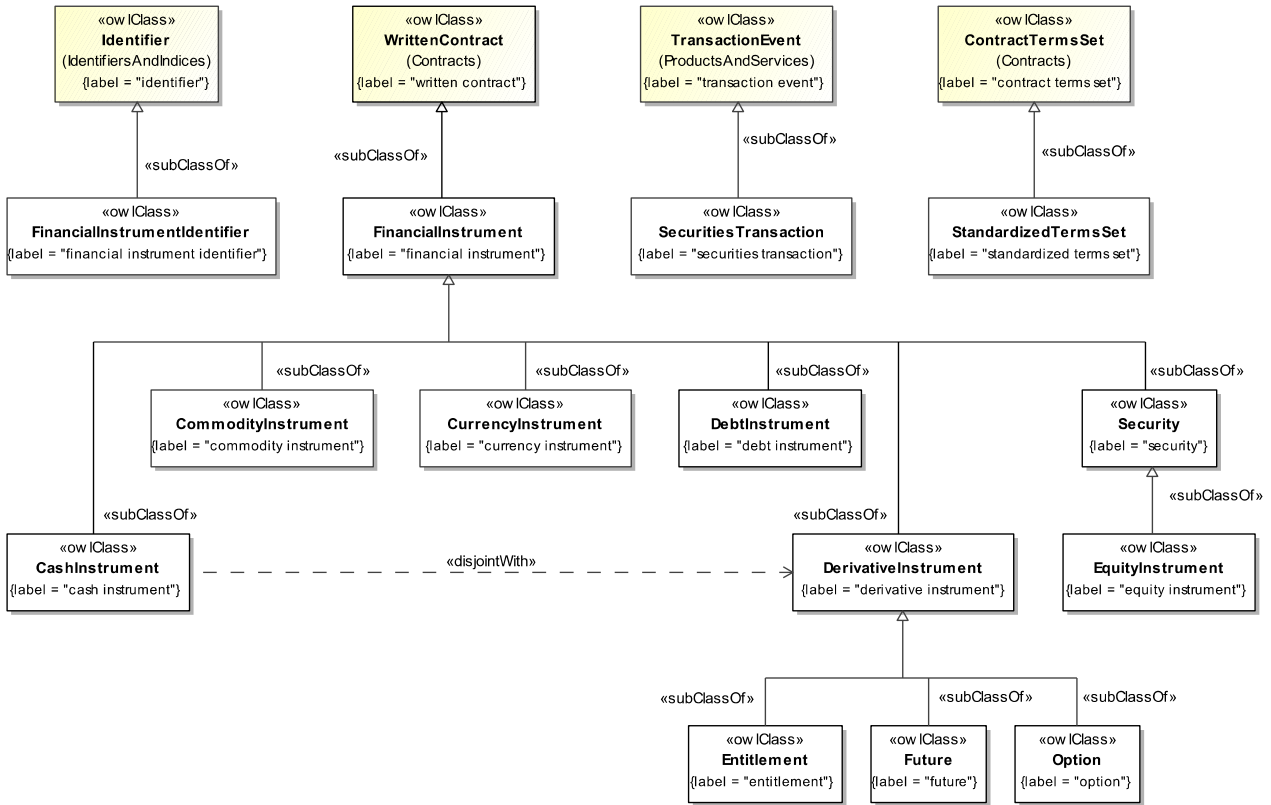 «owlClass»
Identifier
(IdentifiersAndIndices)
{label = "identifier"}
«owlClass»
WrittenContract
(Contracts)
{label = "written contract"}
«owlClass»
TransactionEvent
(ProductsAndServices)
{label = "transaction event"}
«owlClass»
ContractTermsSet
(Contracts)
{label = "contract terms set"}
«subClassOf»
«subClassOf»
«subClassOf»
«subClassOf»
«owlClass»
FinancialInstrumentIdentifier
{label = "financial instrument identifier"}
«owlClass»
FinancialInstrument
{label = "financial instrument"}
«owlClass»
SecuritiesTransaction
{label = "securities transaction"}
«owlClass»
StandardizedTermsSet
{label = "standardized terms set"}
«subClassOf»
«subClassOf»
«subClassOf»
«subClassOf»
«owlClass»
CommodityInstrument
{label = "commodity instrument"}
«owlClass»
CurrencyInstrument
{label = "currency instrument"}
«owlClass»
DebtInstrument
{label = "debt instrument"}
«owlClass»
Security
{label = "security"}
«subClassOf»
«subClassOf»
«subClassOf»
«owlClass»
CashInstrument
{label = "cash instrument"}
«disjointWith»
«owlClass»
DerivativeInstrument
{label = "derivative instrument"}
«owlClass»
EquityInstrument
{label = "equity instrument"}
«subClassOf»
«subClassOf»
«subClassOf»
«owlClass»
Entitlement
{label = "entitlement"}
«owlClass»
Future
{label = "future"}
«owlClass»
Option
{label = "option"}